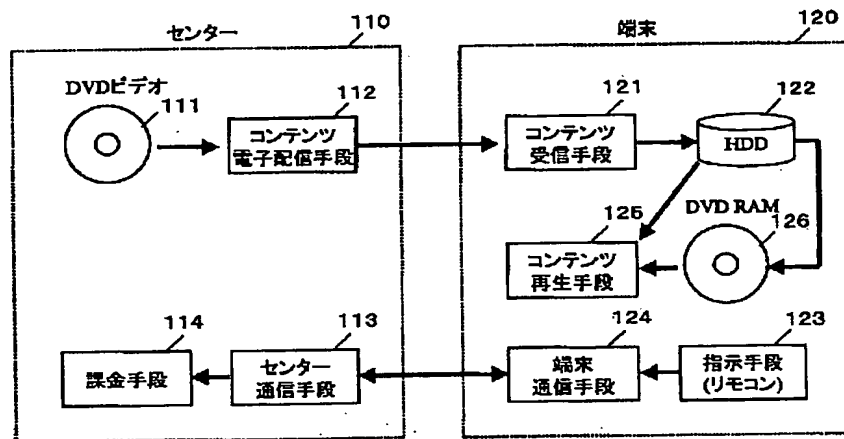 センター
110
DVDビデオ
111
112
コンテンツ
電子配信手段
114
課金手段
113
センター
通信手段
端末
120
121
コンテンツ
受信手段
122
HDD
125
コンテンツ
再生手段
DVD RAM
126
124
端末
通信手段
123
指示手段
(リモコン)